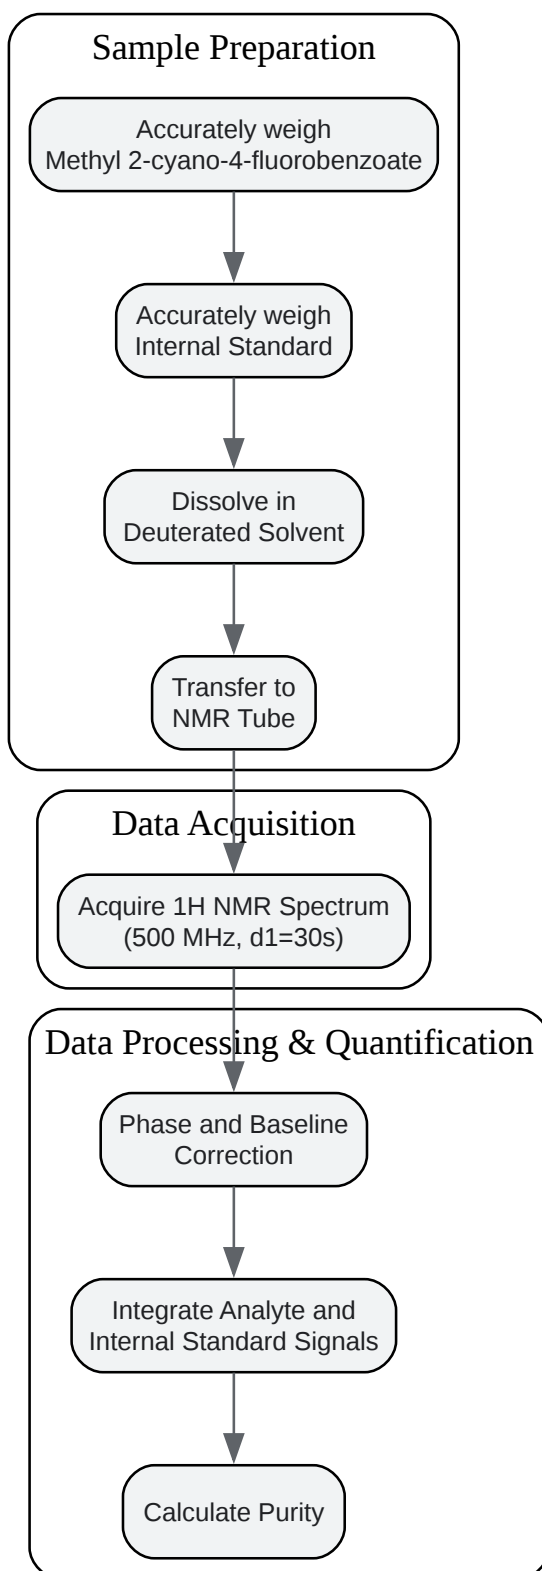 Sample Preparation
Accurately weigh
Methyl 2-cyano-4-fluorobenzoate
Accurately weigh
Internal Standard
Dissolve in
Deuterated Solvent
Transfer to
NMR Tube
Data Acquisition
Acquire 1H NMR Spectrum
(500 MHz, d1=30s)
Data Processing & Quantification
Phase and Baseline
Correction
Integrate Analyte and
Internal Standard Signals
Calculate Purity